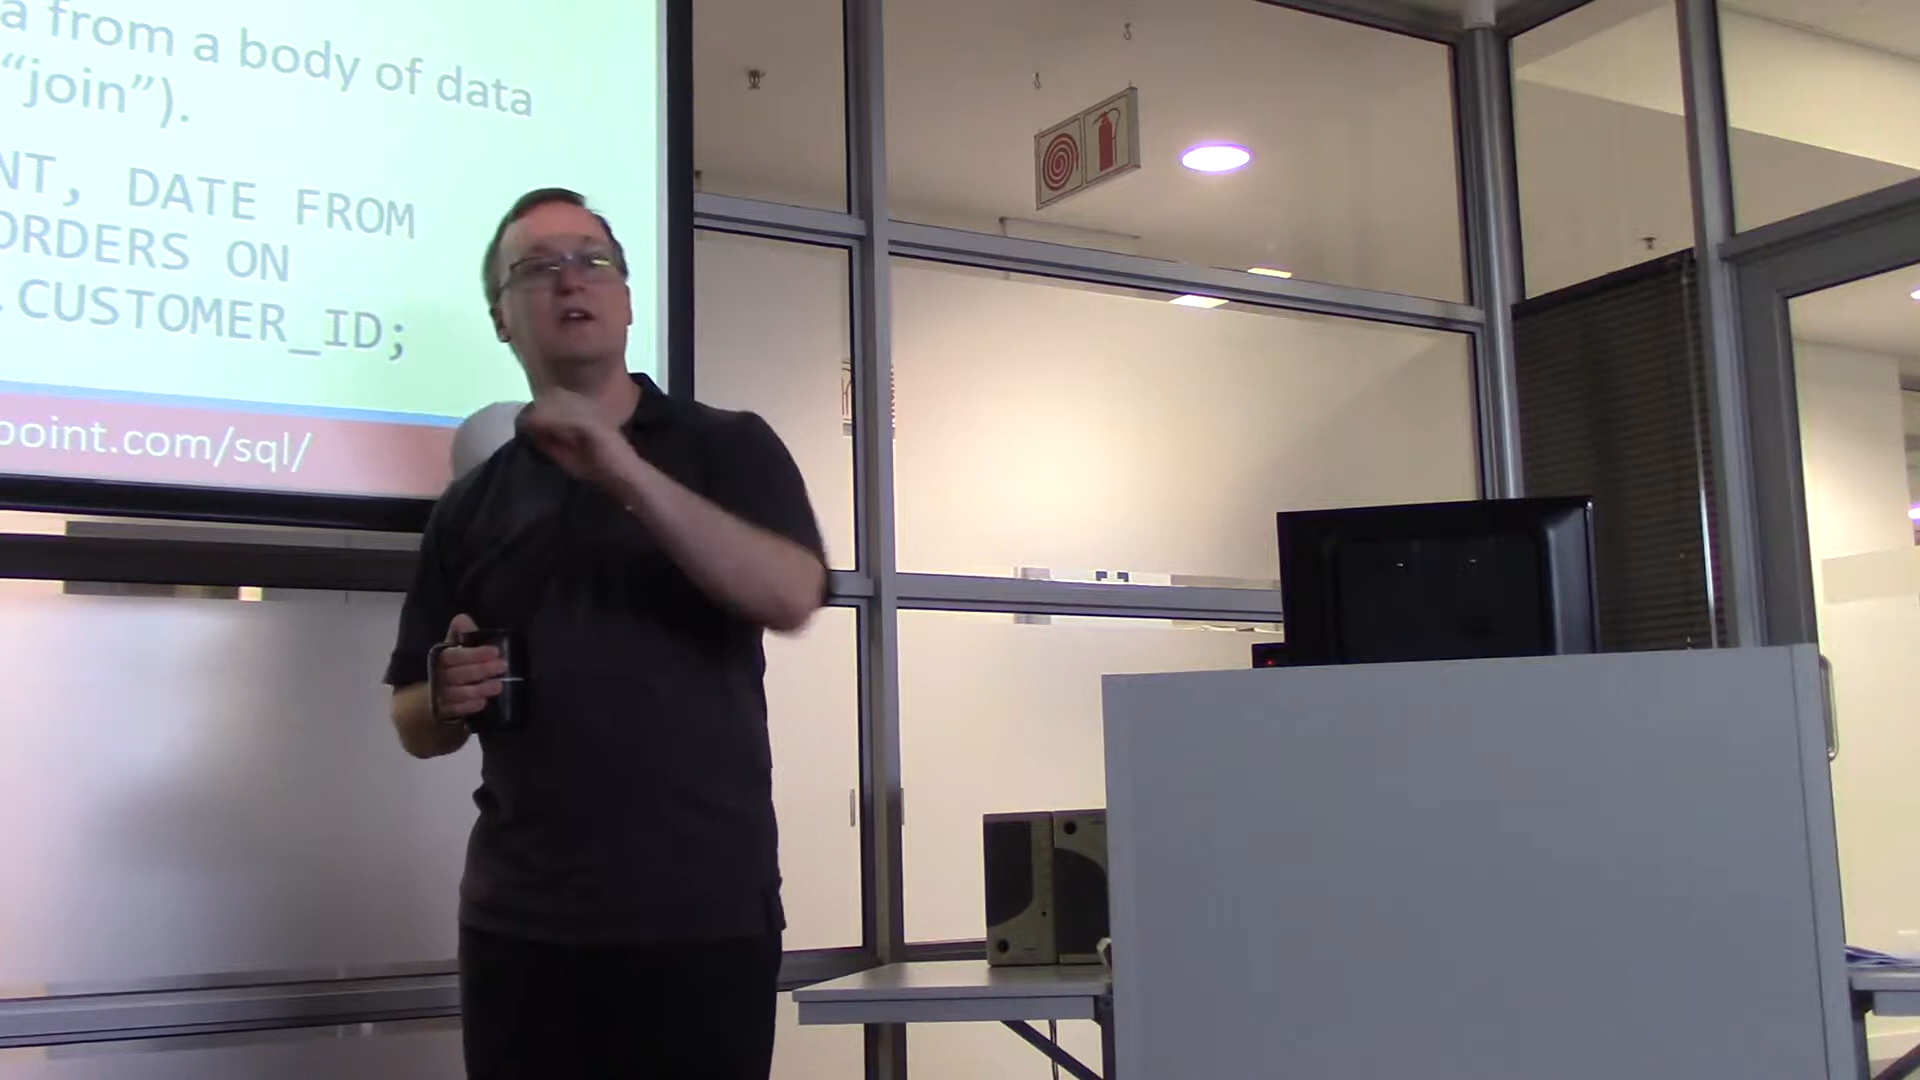 a from a body of data
“join”).
NT, DATE FROM
ORDERS ON
.CUSTOMER_ID;
point.com/sql/